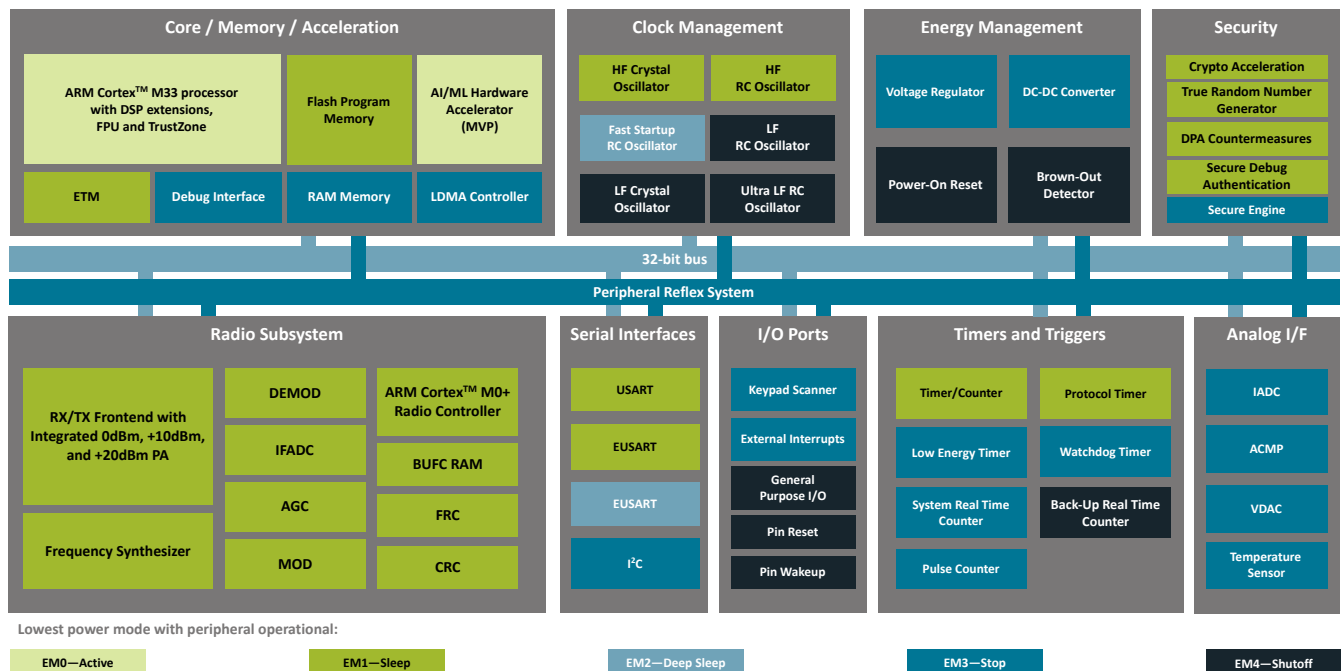 Core / Memory / Acceleration
ARM Cortex™ M33 processor
with DSP extensions,
FPU and TrustZone
Flash Program
Memory
AI/ML Hardware
Accelerator
(MVP)
ETM
Debug Interface
RAM Memory
LDMA Controller
Clock Management
HF Crystal
Oscillator
HF
RC Oscillator
Fast Startup
RC Oscillator
LF
RC Oscillator
LF Crystal
Oscillator
Ultra LF RC
Oscillator
Energy Management
Voltage Regulator
DC-DC Converter
Power-On Reset
Brown-Out
Detector
Security
Crypto Acceleration
True Random Number
Generator
DPA Countermeasures
Secure Debug
Authentication
Secure Engine
32-bit bus
Peripheral Reflex System
Radio Subsystem
RX/TX Frontend with
Integrated 0dBm, +10dBm,
and +20dBm PA
Frequency Synthesizer
DEMOD
IFADC
AGC
MOD
ARM Cortex™ M0+
Radio Controller
BUFC RAM
FRC
CRC
Serial Interfaces
USART
EUSART
EUSART
I²C
I/O Ports
Keypad Scanner
External Interrupts
General
Purpose I/O
Pin Reset
Pin Wakeup
Timers and Triggers
Timer/Counter
Protocol Timer
Low Energy Timer
Watchdog Timer
System Real Time
Counter
Back-Up Real Time
Counter
Pulse Counter
Analog I/F
IADC
ACMP
VDAC
Temperature
Sensor
Lowest power mode with peripheral operational:
EM0—Active
EM1—Sleep
EM2—Deep Sleep
EM3—Stop
EM4—Shutoff